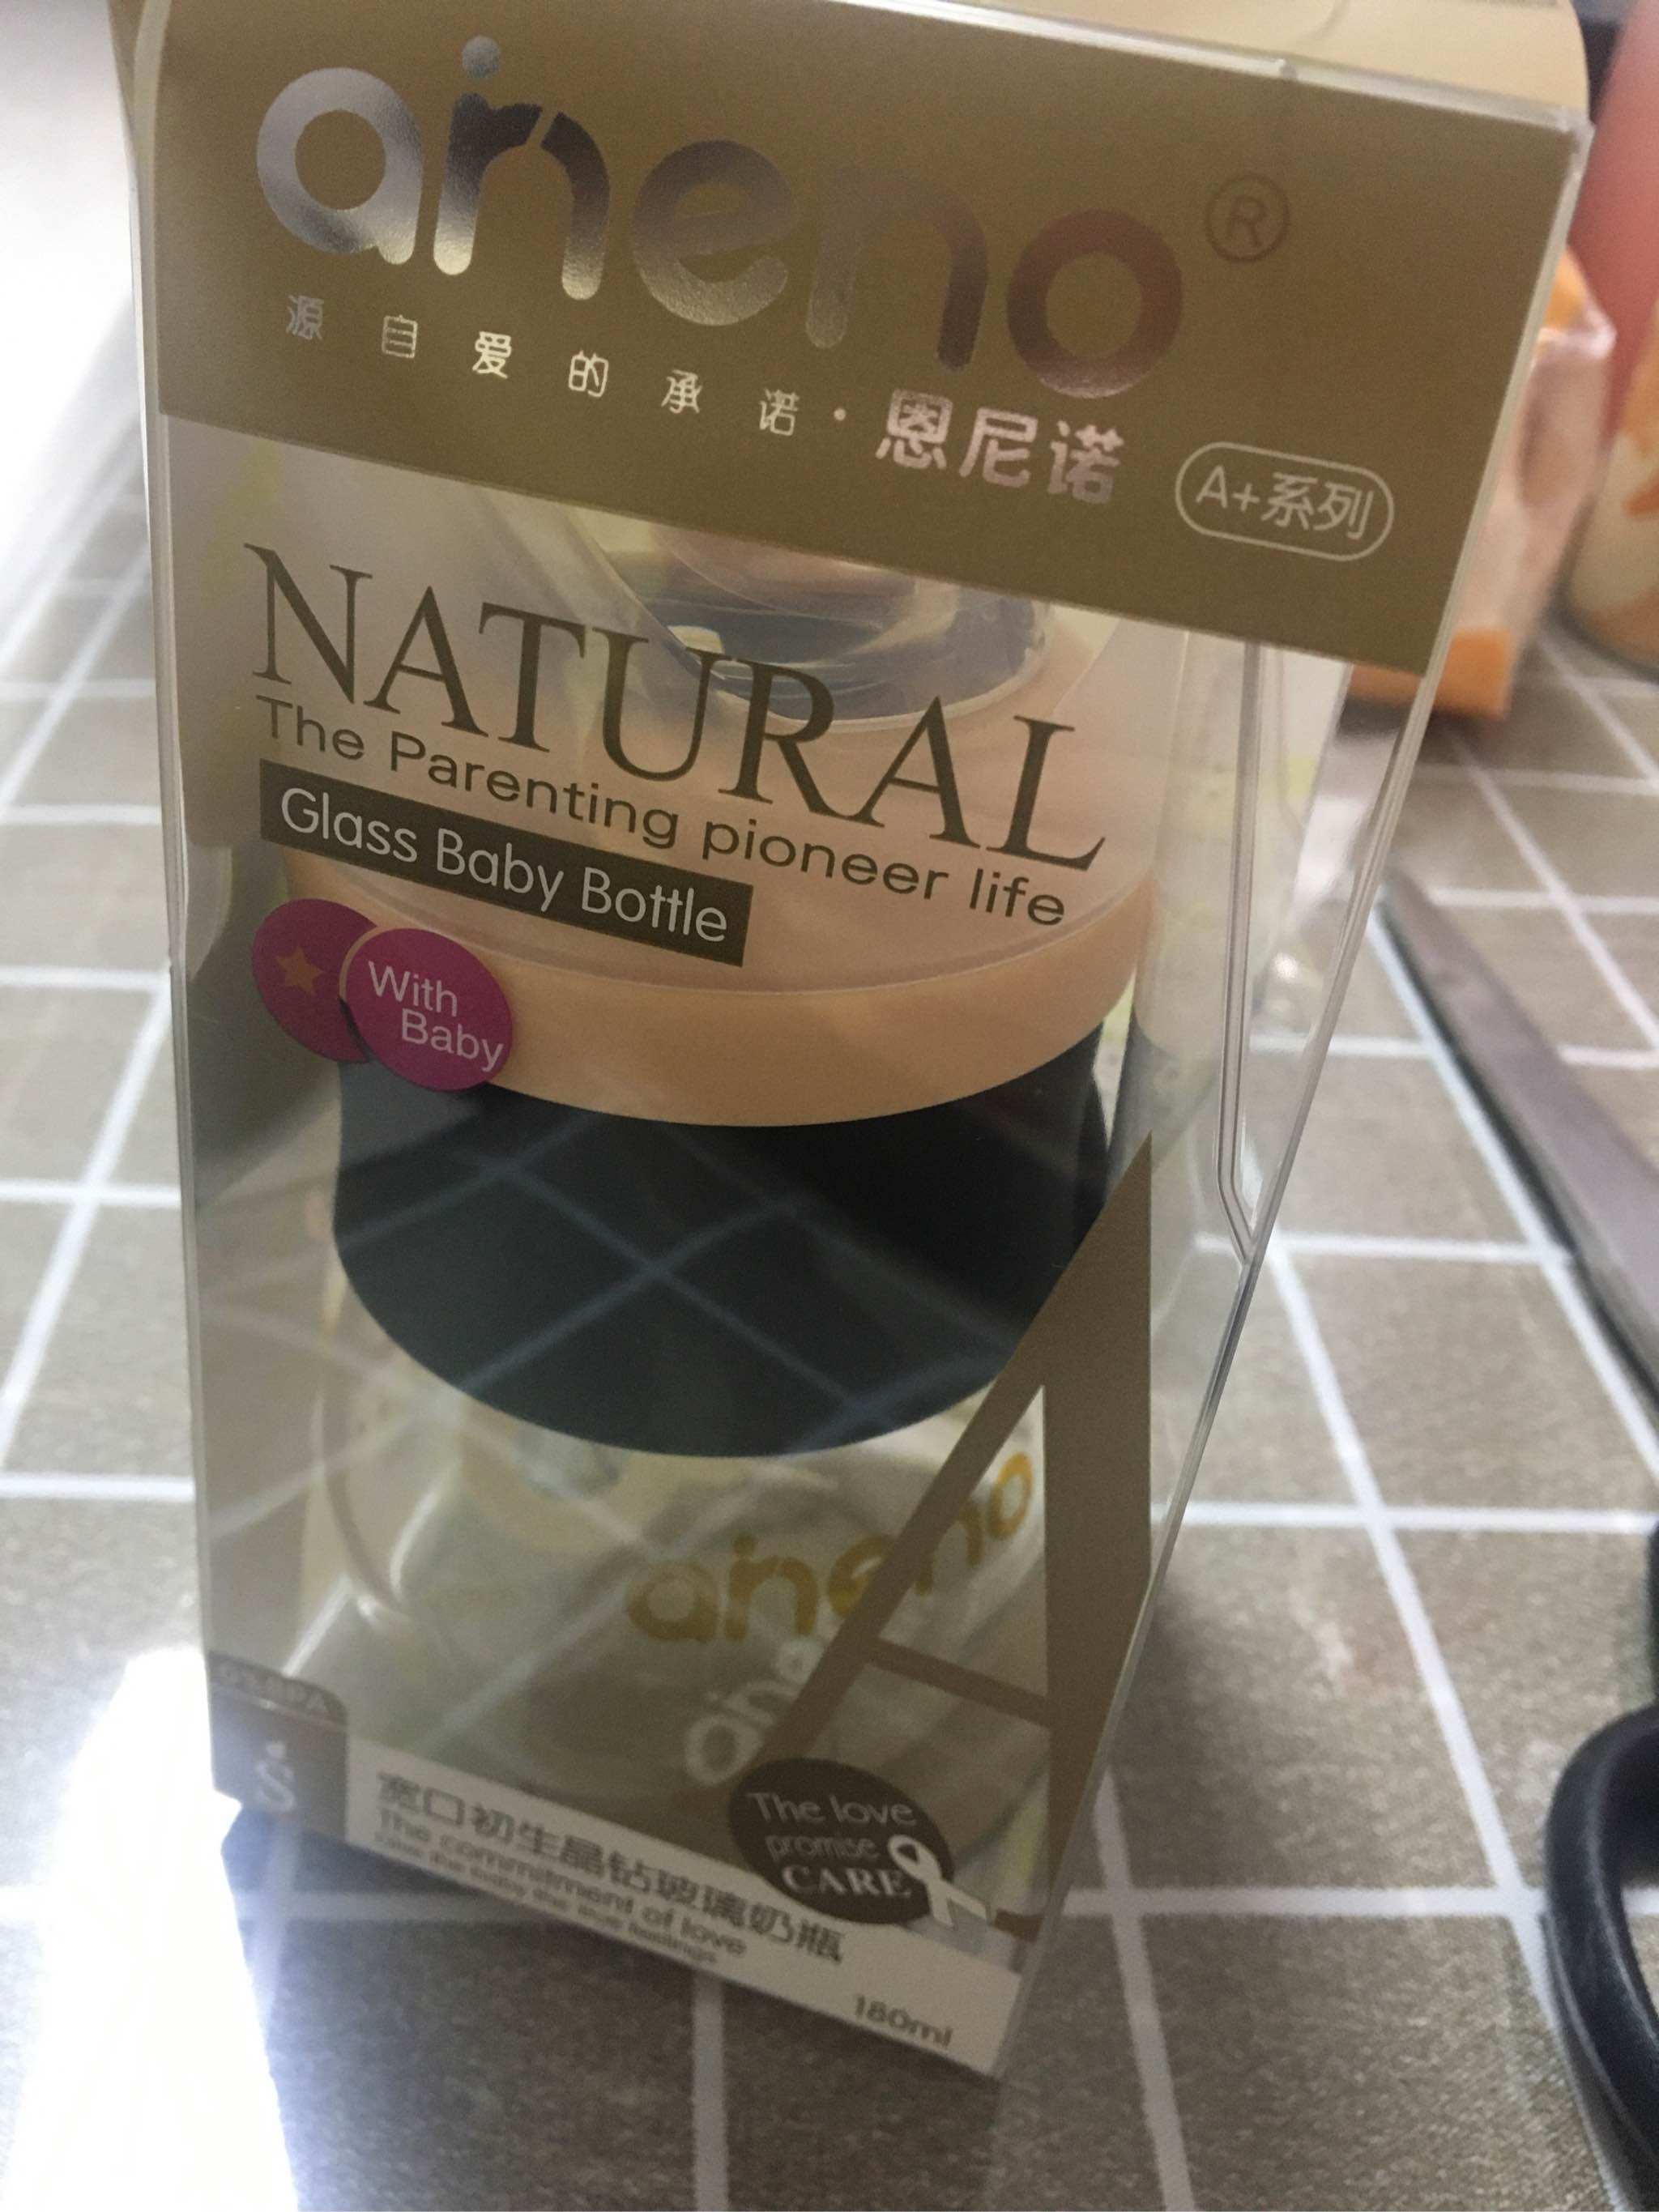 aineno®
源自爱的承诺·恩尼诺
A+系列
NATURAL
The Parenting pioneer life
Glass Baby Bottle
With
Baby
aineno
The love
promise
CARE
S
宽口初生晶钻玻璃奶瓶
The commitment of love
180ml